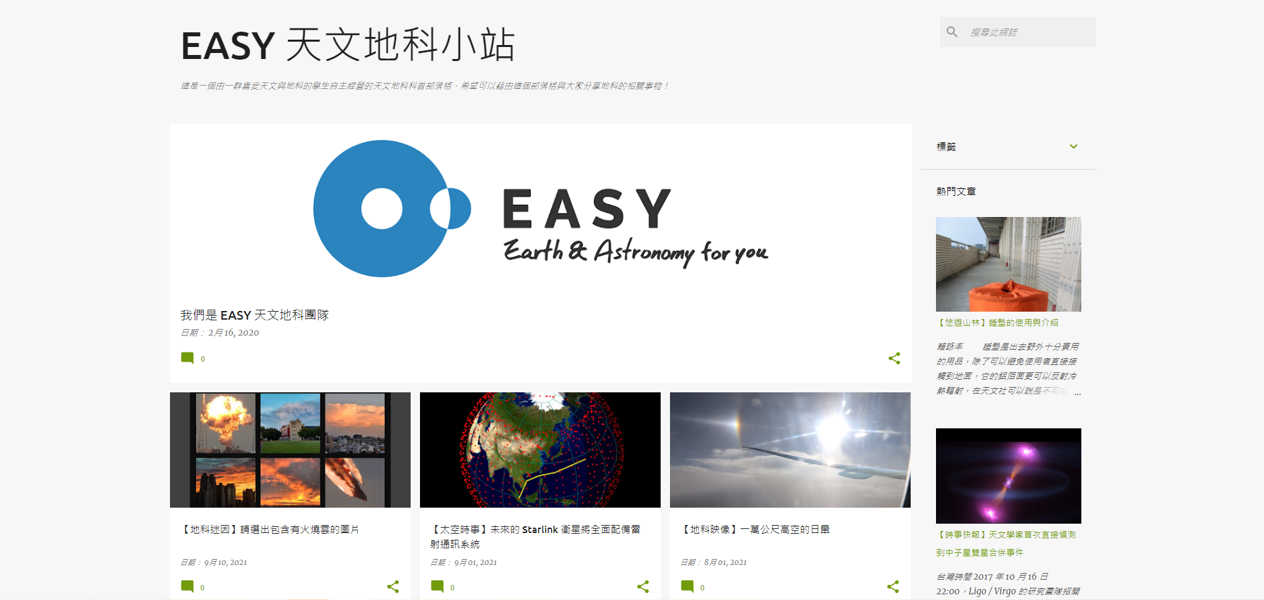 EASY 天文地科小站
搜尋此網誌
這是一個由一群喜愛天文與地科的學生自主經營的天文地科科普部落格，希望可以藉由這個部落格與大家分享地科的相關事物！
EASY
Earth & Astronomy for you
我們是 EASY 天文地科團隊
日期： 2月 16, 2020
0
【地科迷因】請選出包含有火燒雲的圖片
日期： 9月 10, 2021
0
【太空時事】未來的 Starlink 衛星將全面配備雷
射通訊系統
日期： 9月 01, 2021
0
【地科映像】一萬公尺高空的日暈
日期： 8月 01, 2021
0
標籤
熱門文章
【悠遊山林】睡墊的使用與介紹
睡墊是出去野外十分要用
的用品，除了可以避免使用者直接接
觸到地面，它的鋁箔面更可以反射冷
熱輻射，在天文社可以說是不可
...
【時事快報】天文學家首次直接偵測
到中子星雙星合併事件
台灣時間 2017 年 10 月 16 日
22:00，Ligo / Virgo 的研究團隊招開